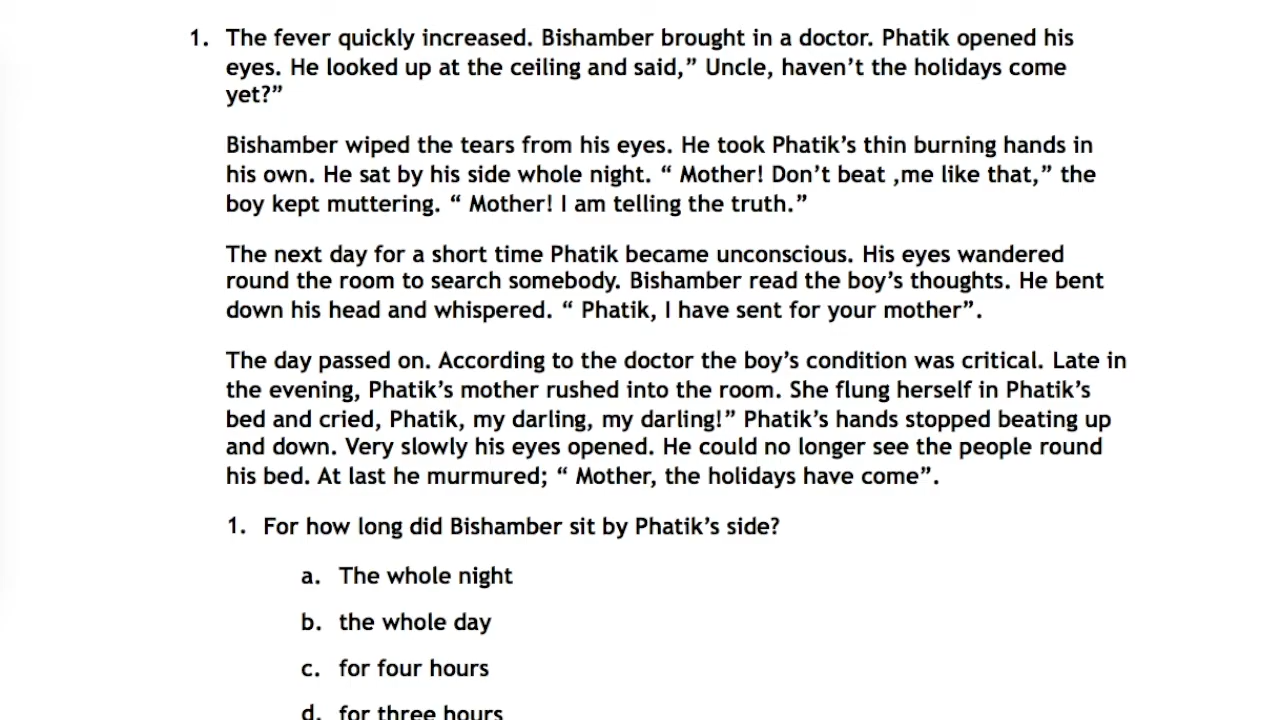 1. The fever quickly increased. Bishamber brought in a doctor. Phatik opened his
eyes. He looked up at the ceiling and said,” Uncle, haven’t the holidays come
yet?”
Bishamber wiped the tears from his eyes. He took Phatik’s thin burning hands in
his own. He sat by his side whole night. “ Mother! Don’t beat ,me like that,” the
boy kept muttering. “ Mother! I am telling the truth.”
The next day for a short time Phatik became unconscious. His eyes wandered
round the room to search somebody. Bishamber read the boy’s thoughts. He bent
down his head and whispered. “ Phatik, I have sent for your mother”.
The day passed on. According to the doctor the boy’s condition was critical. Late in
the evening, Phatik’s mother rushed into the room. She flung herself in Phatik’s
bed and cried, Phatik, my darling, my darling!” Phatik’s hands stopped beating up
and down. Very slowly his eyes opened. He could no longer see the people round
his bed. At last he murmured; “ Mother, the holidays have come”.
1. For how long did Bishamber sit by Phatik’s side?
a. The whole night
b. the whole day
c. for four hours
d. for three hours